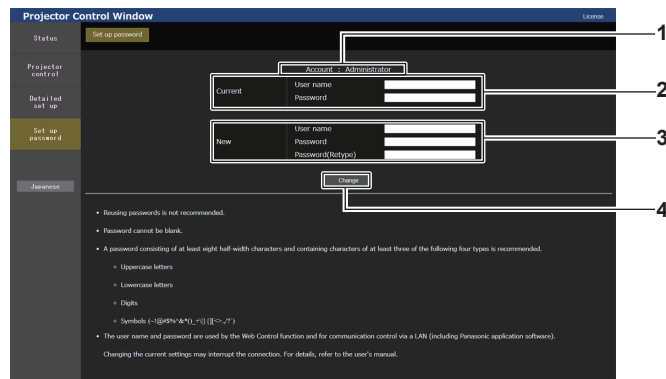 Projector Control Window
License
Status
Set up password
Projector
control
Detailed
set up
Set up
password
Japanese
Account : Administrator
Current
User name
Password
New
User name
Password
Password(Retype)
Change
1
2
3
4
• Reusing passwords is not recommended.
• Password cannot be blank.
• A password consisting of at least eight half-width characters and containing characters of at least three of the following four types is recommended.
Uppercase letters
Lowercase letters
Digits
Symbols
• The user name and password are used by the Web Control function and for communication control via a LAN (including Panasonic application software).
Changing the current settings may interrupt the connection. For details, refer to the user's manual.